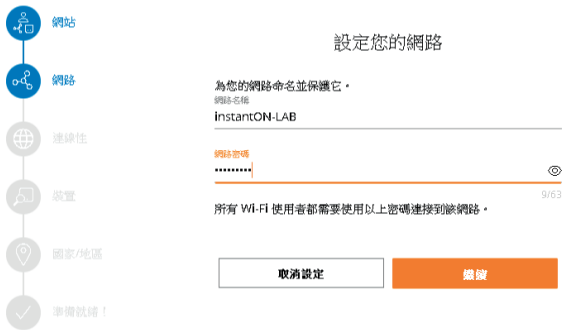 網站
設定您的網路
網路
為您的網路命名並保護它。
網路名稱
instantON-LAB
連線性
網路密碼
•••••••••
裝置
9/63
所有 Wi-Fi 使用者都需要使用以上密碼連接到該網路。
國家/地區
取消設定
繼續
準備就緒！